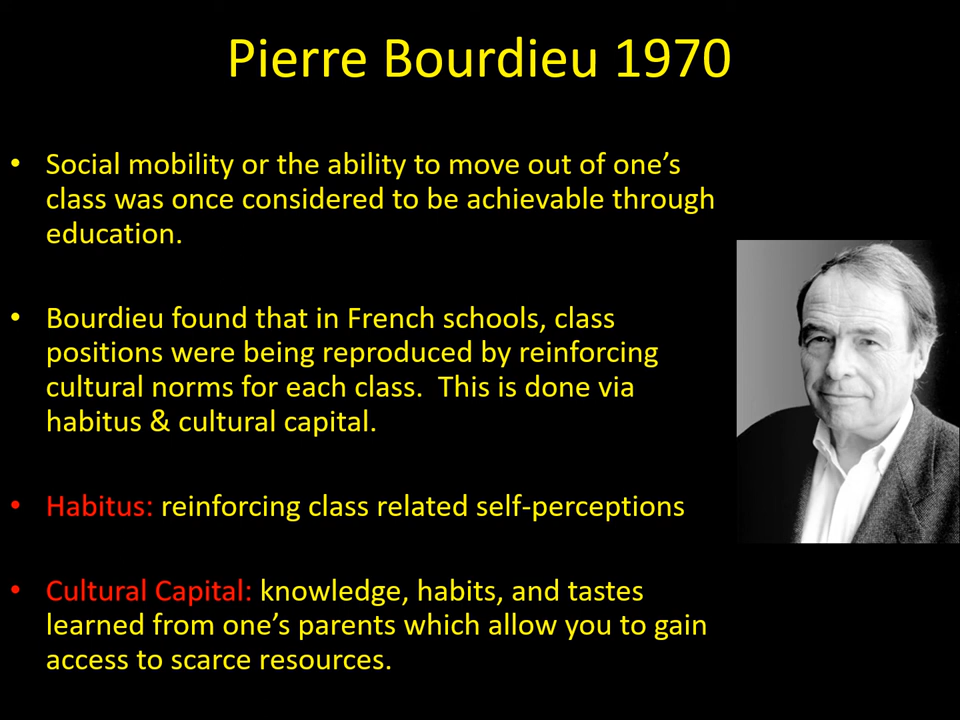 Pierre Bourdieu 1970
• Social mobility or the ability to move out of one’s
class was once considered to be achievable through
education.
• Bourdieu found that in French schools, class
positions were being reproduced by reinforcing
cultural norms for each class.  This is done via
habitus & cultural capital.
• Habitus: reinforcing class related self-perceptions
• Cultural Capital: knowledge, habits, and tastes
learned from one’s parents which allow you to gain
access to scarce resources.